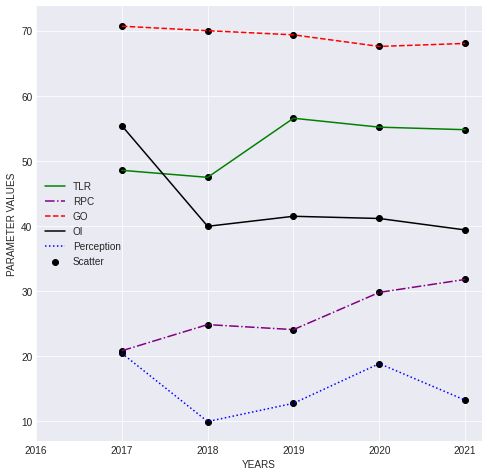 70
60
50
40
30
20
10
PARAMETER VALUES
TLR
RPC
GO
OI
Perception
Scatter
2016 2017 2018 2019 2020 2021
YEARS